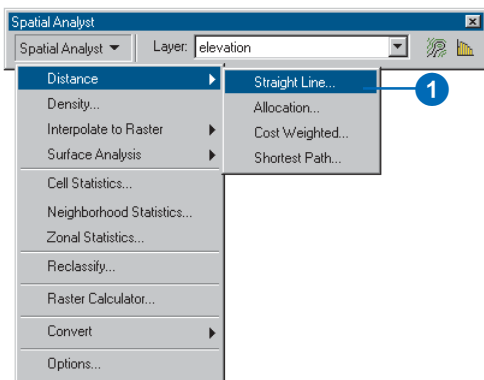 Spatial Analyst
Spatial Analyst Layer: elevation
Distance
Straight Line...
1
Density...
Allocation...
Interpolate to Raster
Cost Weighted...
Surface Analysis
Shortest Path...
Cell Statistics...
Neighborhood Statistics...
Zonal Statistics...
Reclassify...
Raster Calculator...
Convert
Options...